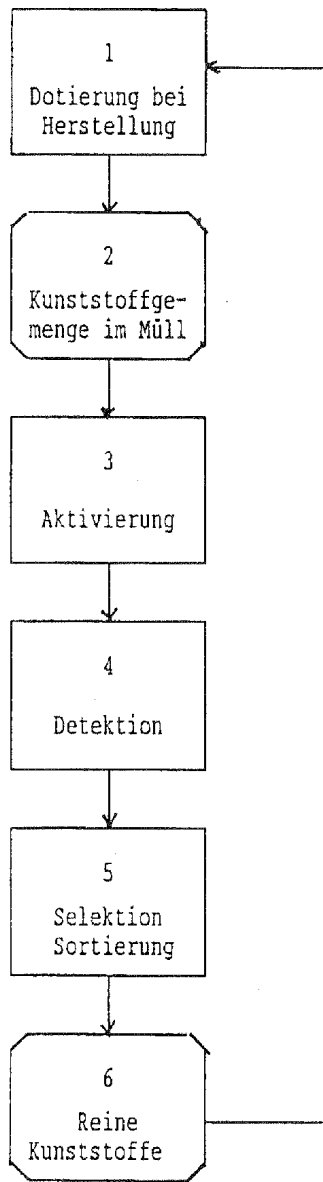 1
Dotierung bei
Herstellung
2
Kunststoffge-
menge im Müll
3
Aktivierung
4
Detektion
5
Selektion
Sortierung
6
Reine
Kunststoffe